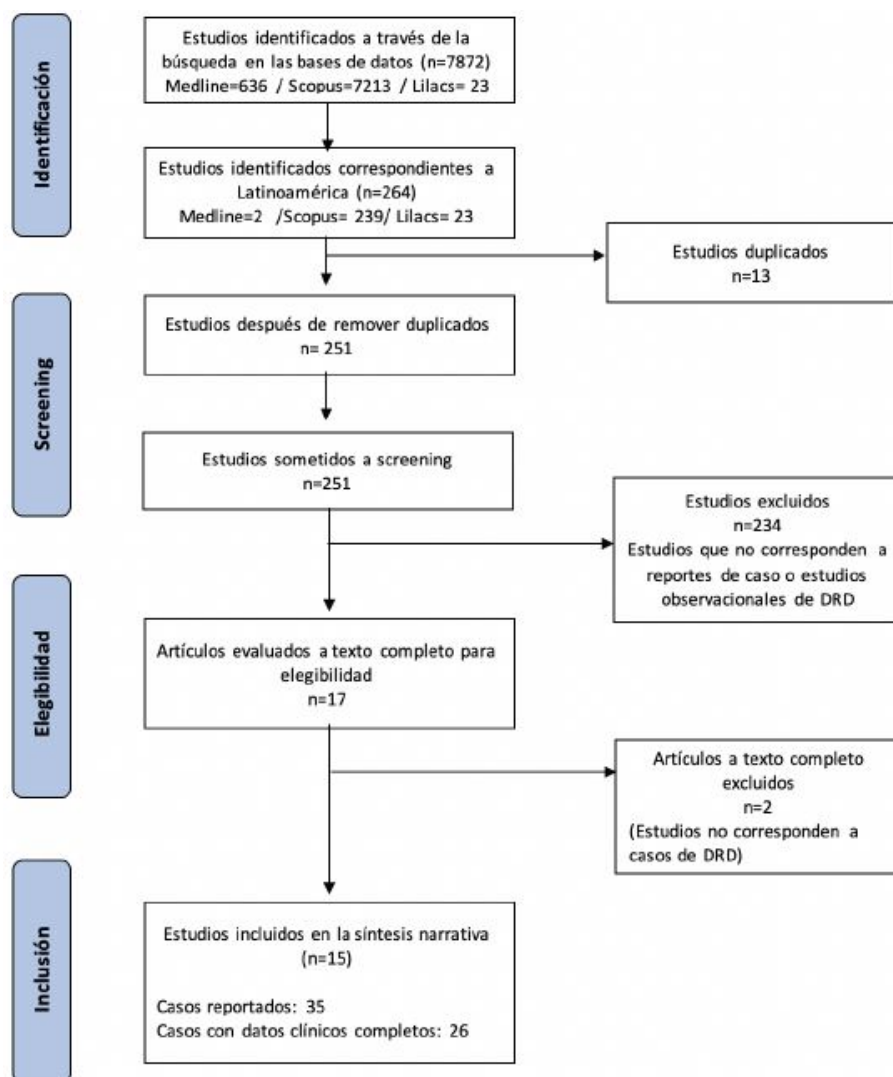 Identificación
Estudios identificados a través de la
búsqueda en las bases de datos (n=7872)
Medline=636 / Scopus=7213 / Lilacs= 23
Estudios identificados correspondientes a
Latinoamérica (n=264)
Medline=2 /Scopus= 239/ Lilacs= 23
Estudios duplicados
n=13
Screening
Estudios después de remover duplicados
n= 251
Estudios sometidos a screening
n=251
Estudios excluidos
n=234
Estudios que no corresponden a
reportes de caso o estudios
observacionales de DRD
Elegibilidad
Artículos evaluados a texto completo para
elegibilidad
n=17
Artículos a texto completo
excluidos
n=2
(Estudios no corresponden a
casos de DRD)
Inclusión
Estudios incluidos en la síntesis narrativa
(n=15)
Casos reportados: 35
Casos con datos clínicos completos: 26